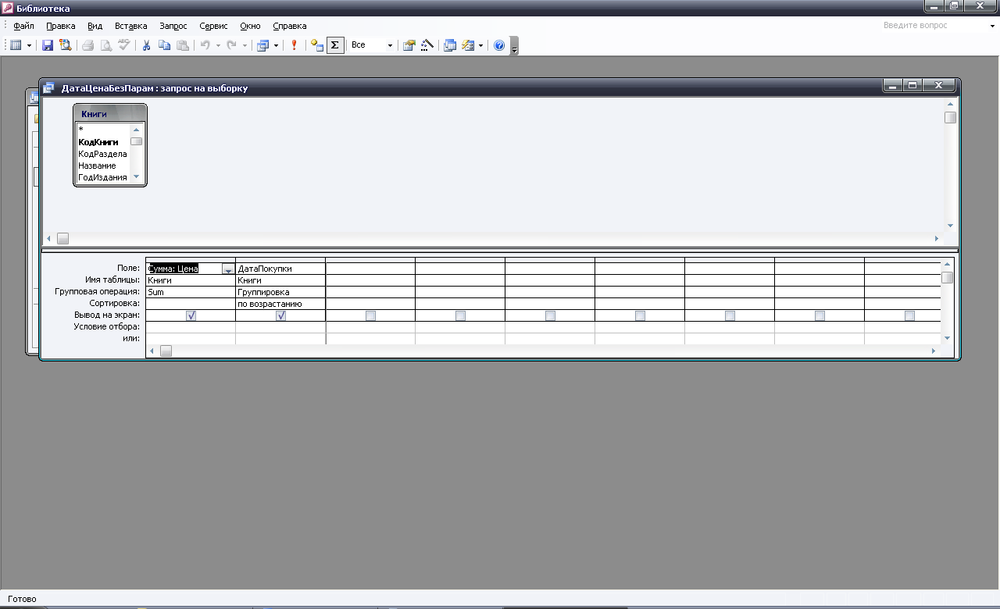 Библиотека
Файл Правка Вид Вставка Запрос Сервис Окно Справка Введите вопрос
ABC Σ Все
ДатаЦенаБезПарам : запрос на выборку
Книги
*
КодКниги
КодРаздела
Название
ГодИздания
Поле: Сумма: Цена ДатаПокупки
Имя таблицы: Книги Книги
Групповая операция: Sum Группировка
Сортировка: по возрастанию
Вывод на экран:
Условие отбора:
или:
Готово